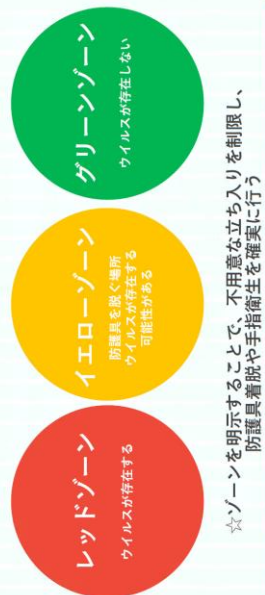 レッドゾーン
ウイルスが存在する
イエローゾーン
防護具を脱ぐ場所
ウイルスが存在する
可能性がある
グリーンゾーン
ウイルスが存在しない
☆ゾーンを明示することで、不用意な立ち入りを制限し、
防護具着脱や手指衛生を確実に行う